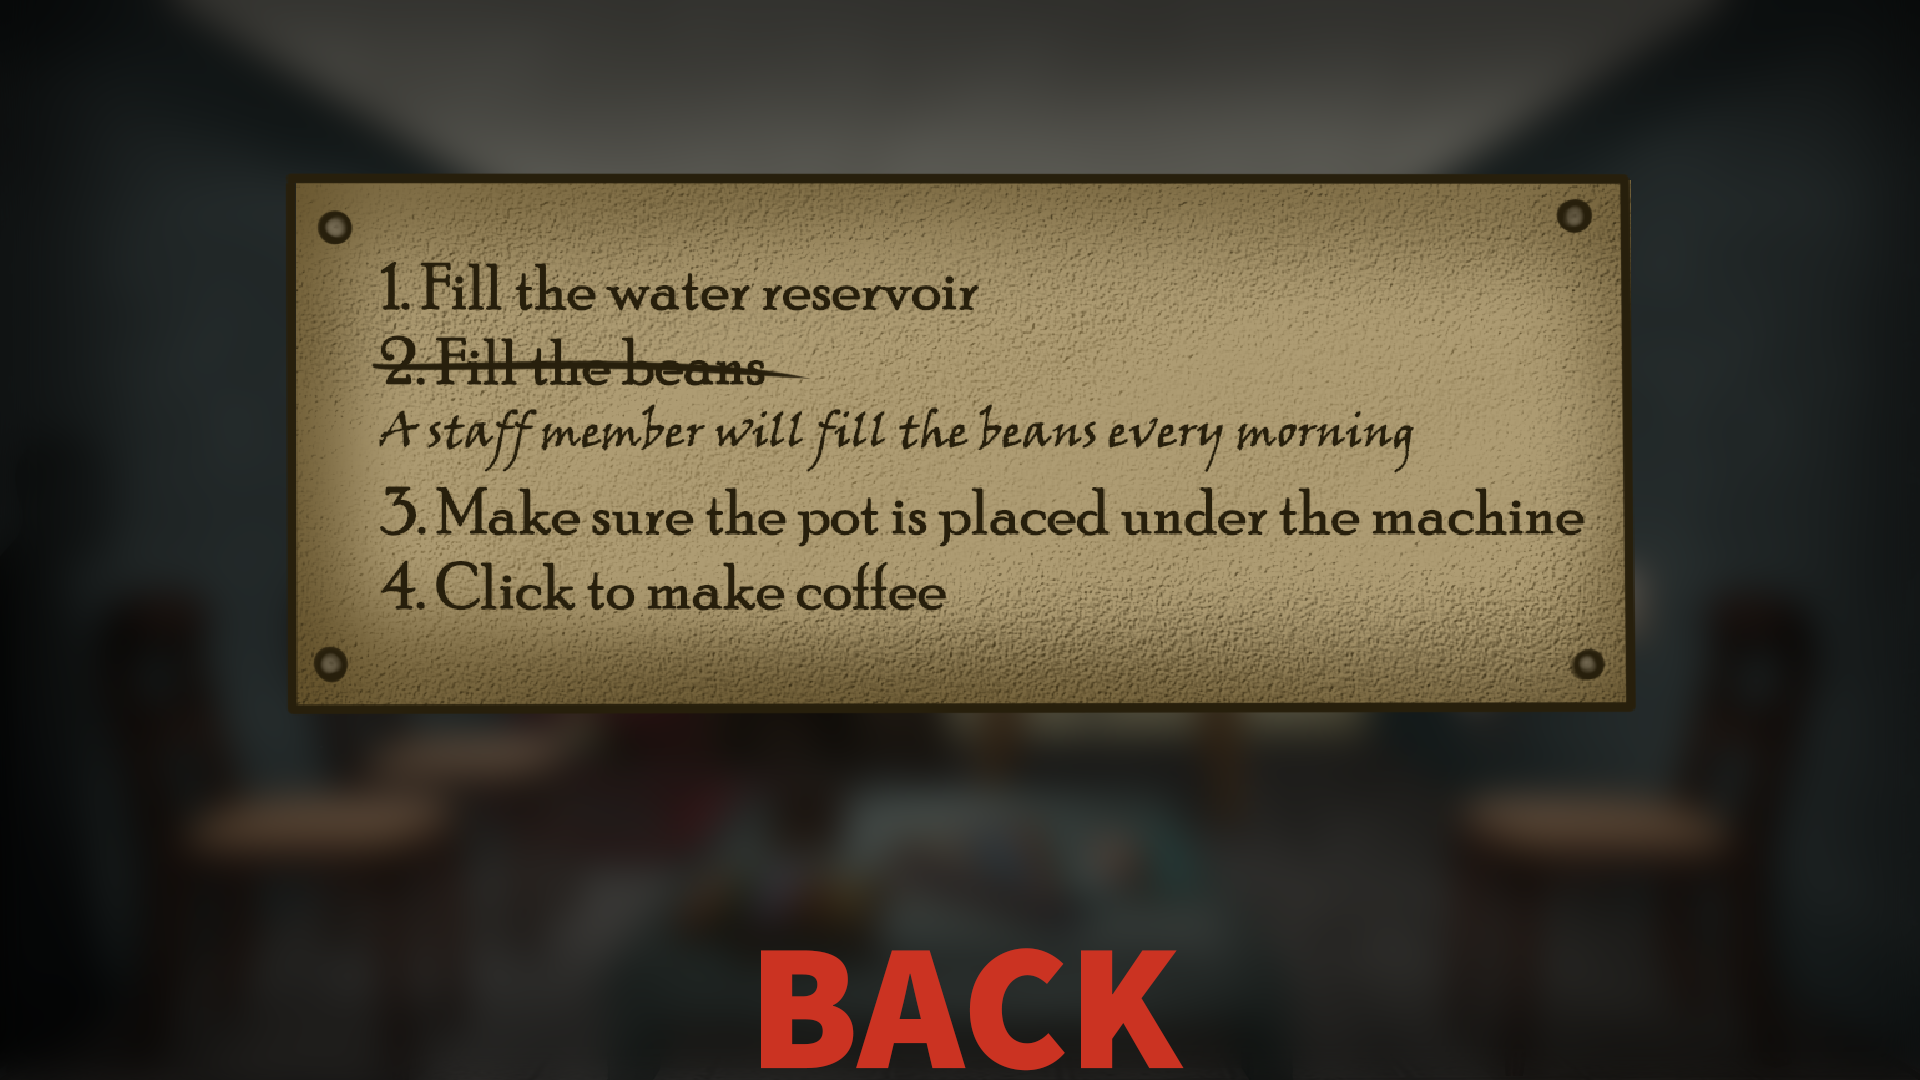 1. Fill the water reservoir
2. Fill the beans
A staff member will fill the beans every morning
3. Make sure the pot is placed under the machine
4. Click to make coffee
BACK